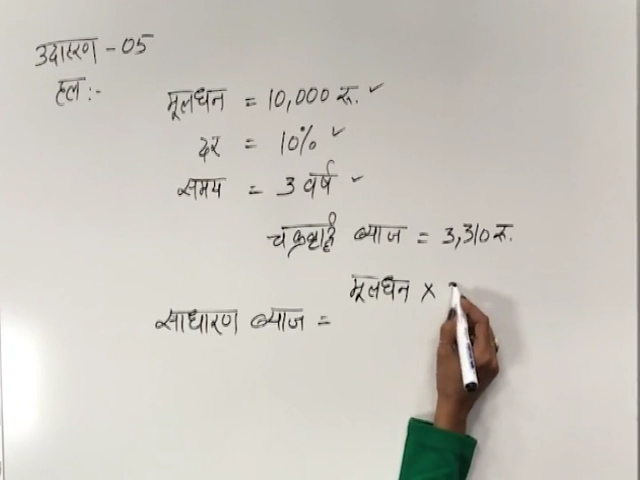 उदाहरण - 05
हल :-
मूलधन = 10,000 रु. ✓
दर = 10% ✓
समय = 3 वर्ष ✓
चक्रवृद्धि ब्याज = 3,310 रु.
मूलधन ×
साधारण ब्याज =